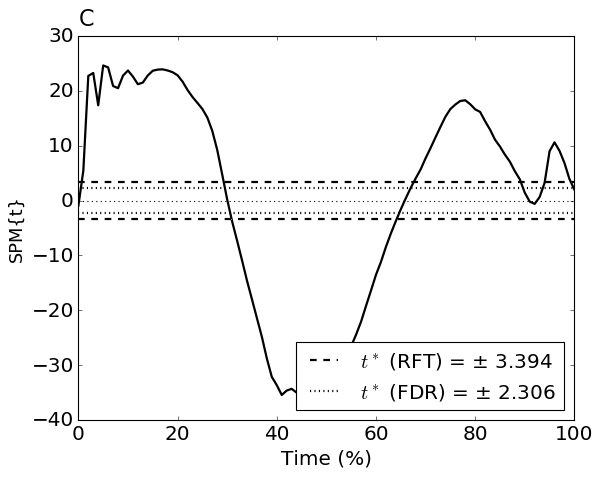 C
30
20
10
0
−10
−20
−30
−40
SPM{t}
t* (RFT) = ± 3.394
t* (FDR) = ± 2.306
0 20 40 60 80 100
Time (%)